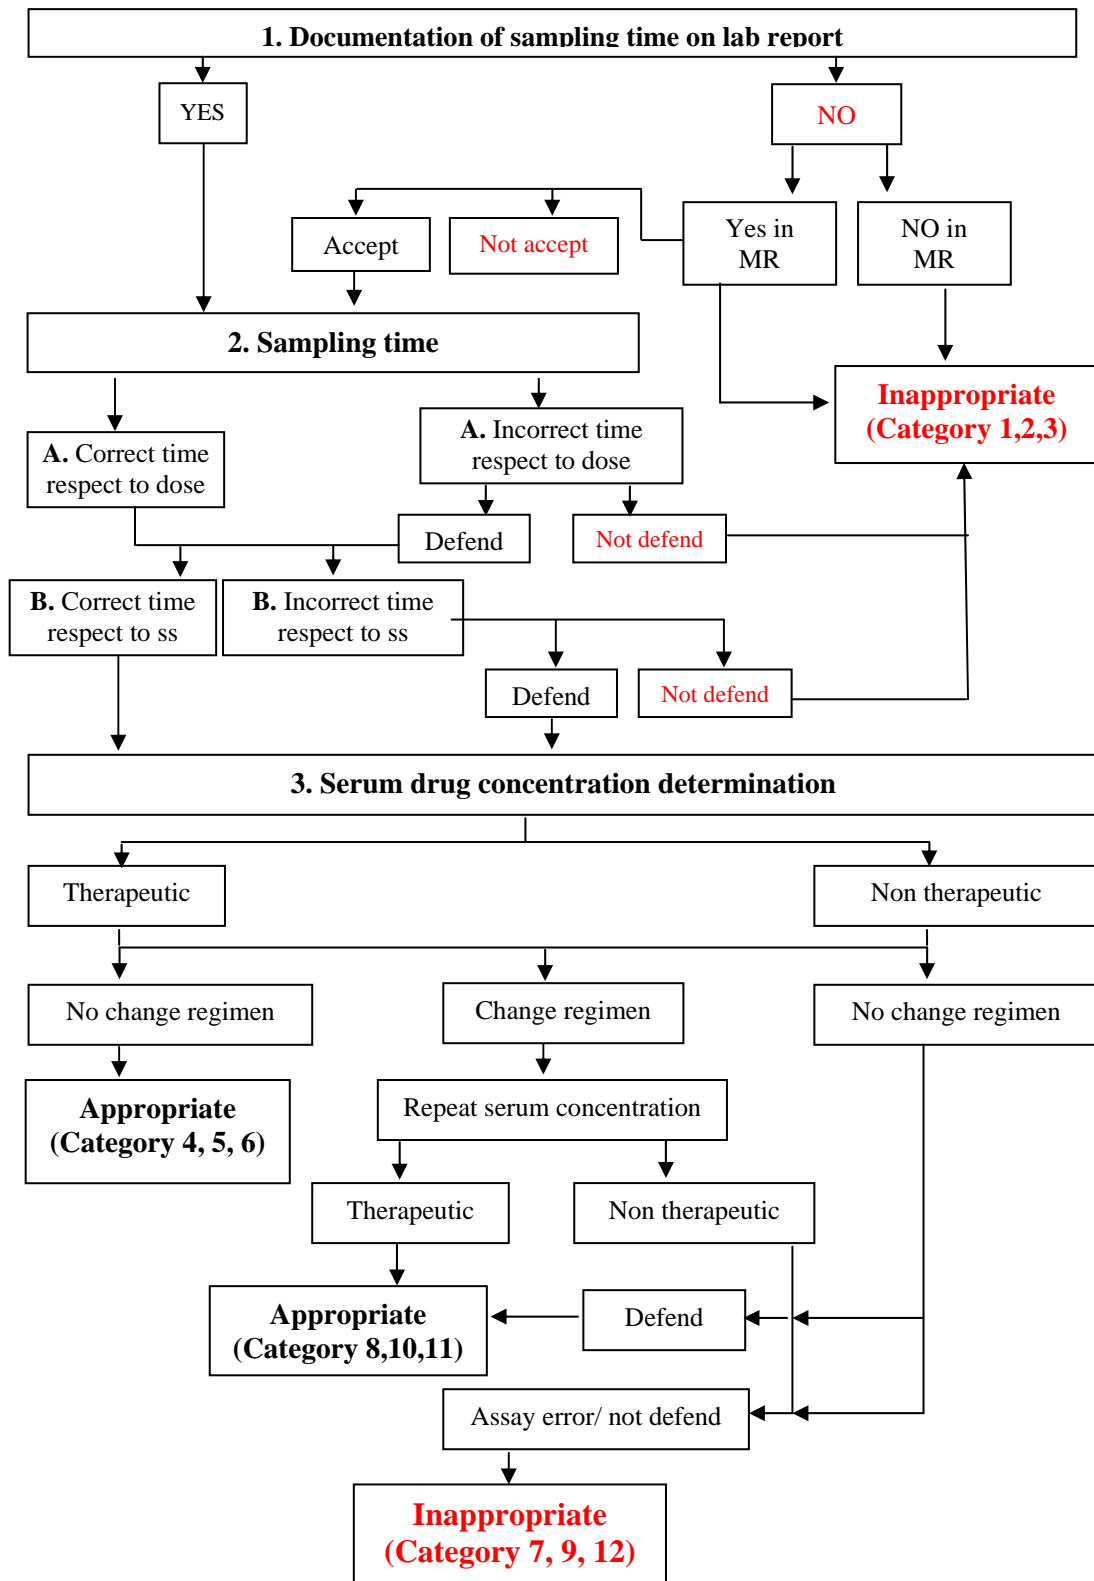 1. Documentation of sampling time on lab report
YES
NO
Accept
Not accept
Yes in
MR
NO in
MR
2. Sampling time
Inappropriate
(Category 1,2,3)
A. Correct time
respect to dose
A. Incorrect time
respect to dose
Defend
Not defend
B. Correct time
respect to ss
B. Incorrect time
respect to ss
Defend
Not defend
3. Serum drug concentration determination
Therapeutic
Non therapeutic
No change regimen
Change regimen
No change regimen
Appropriate
(Category 4, 5, 6)
Repeat serum concentration
Therapeutic
Non therapeutic
Appropriate
(Category 8,10,11)
Defend
Assay error/ not defend
Inappropriate
(Category 7, 9, 12)